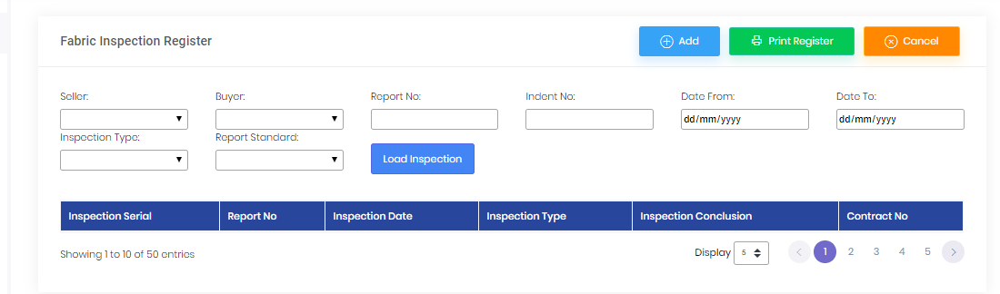 Fabric Inspection Register Add Print Register Cancel
Seller: Buyer: Report No: Indent No: Date From: Date To:
dd/mm/yyyy dd/mm/yyyy
Inspection Type: Report Standard:
Load Inspection
Inspection Serial Report No Inspection Date Inspection Type Inspection Conclusion Contract No
Showing 1 to 10 of 50 entries Display 5 1 2 3 4 5